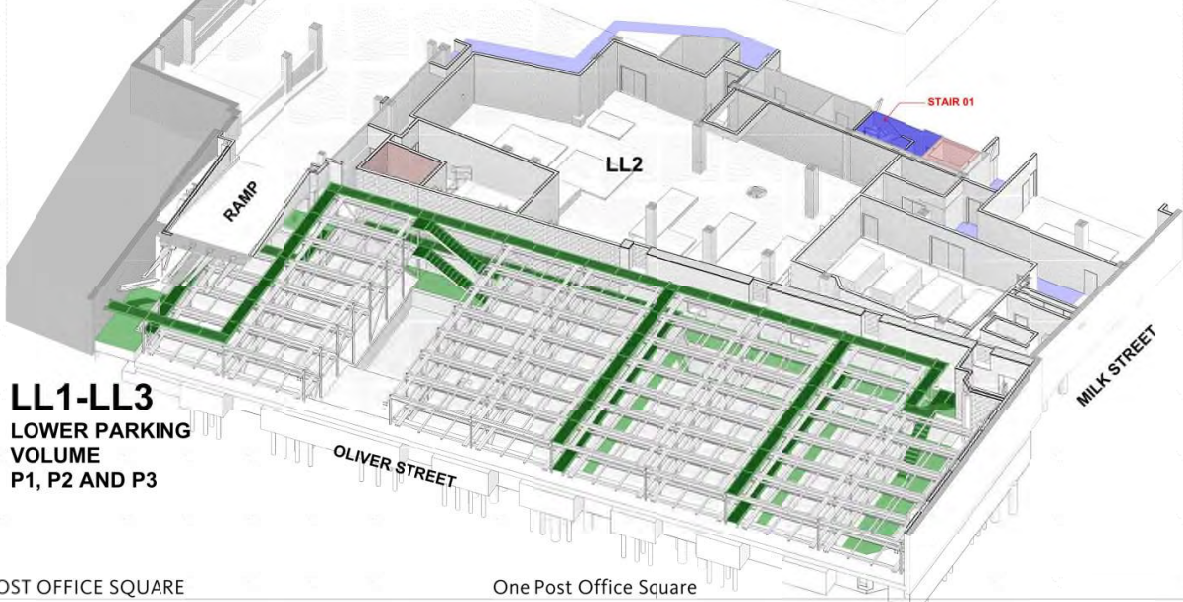 STAIR 01
LL2
RAMP
MILK STREET
LL1-LL3
LOWER PARKING
VOLUME
P1, P2 AND P3
OLIVER STREET
OST OFFICE SQUARE
One Post Office Square